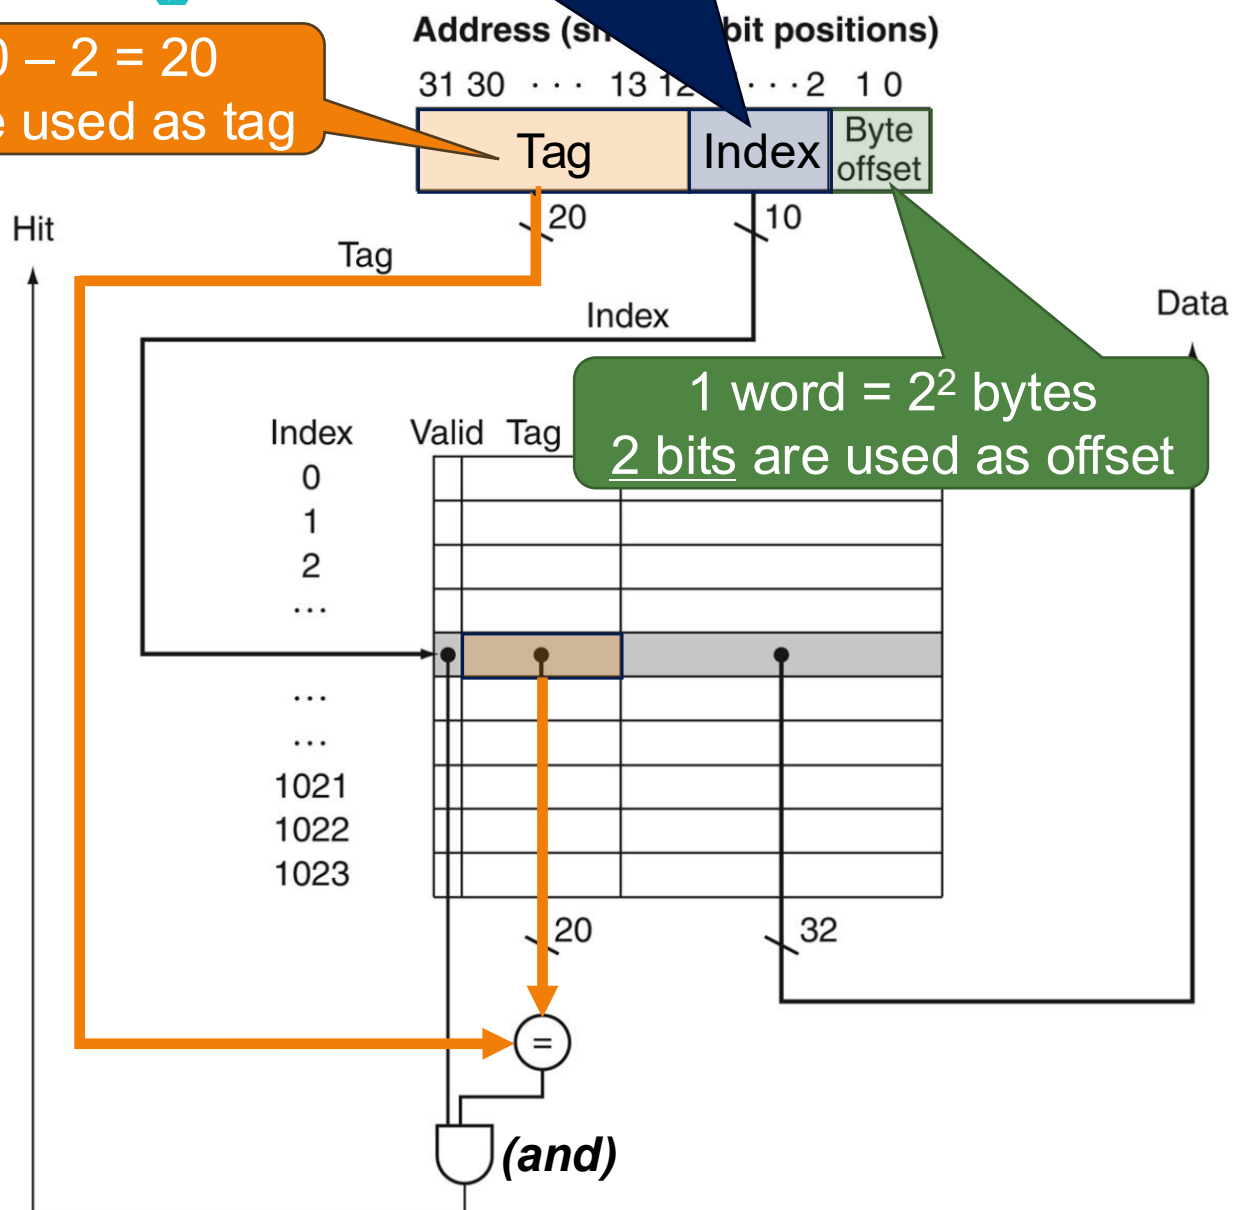 – 2 = 20
used as tag
Address (s bit positions)
31 30 ··· 13 12 ··· 2 1 0
Tag Index Byte offset
20 10
Hit
Tag
Index
Data
1 word = 2² bytes
2 bits are used as offset
Index Valid Tag
0
1
2
...
...
...
1021
1022
1023
20 32
=
(and)